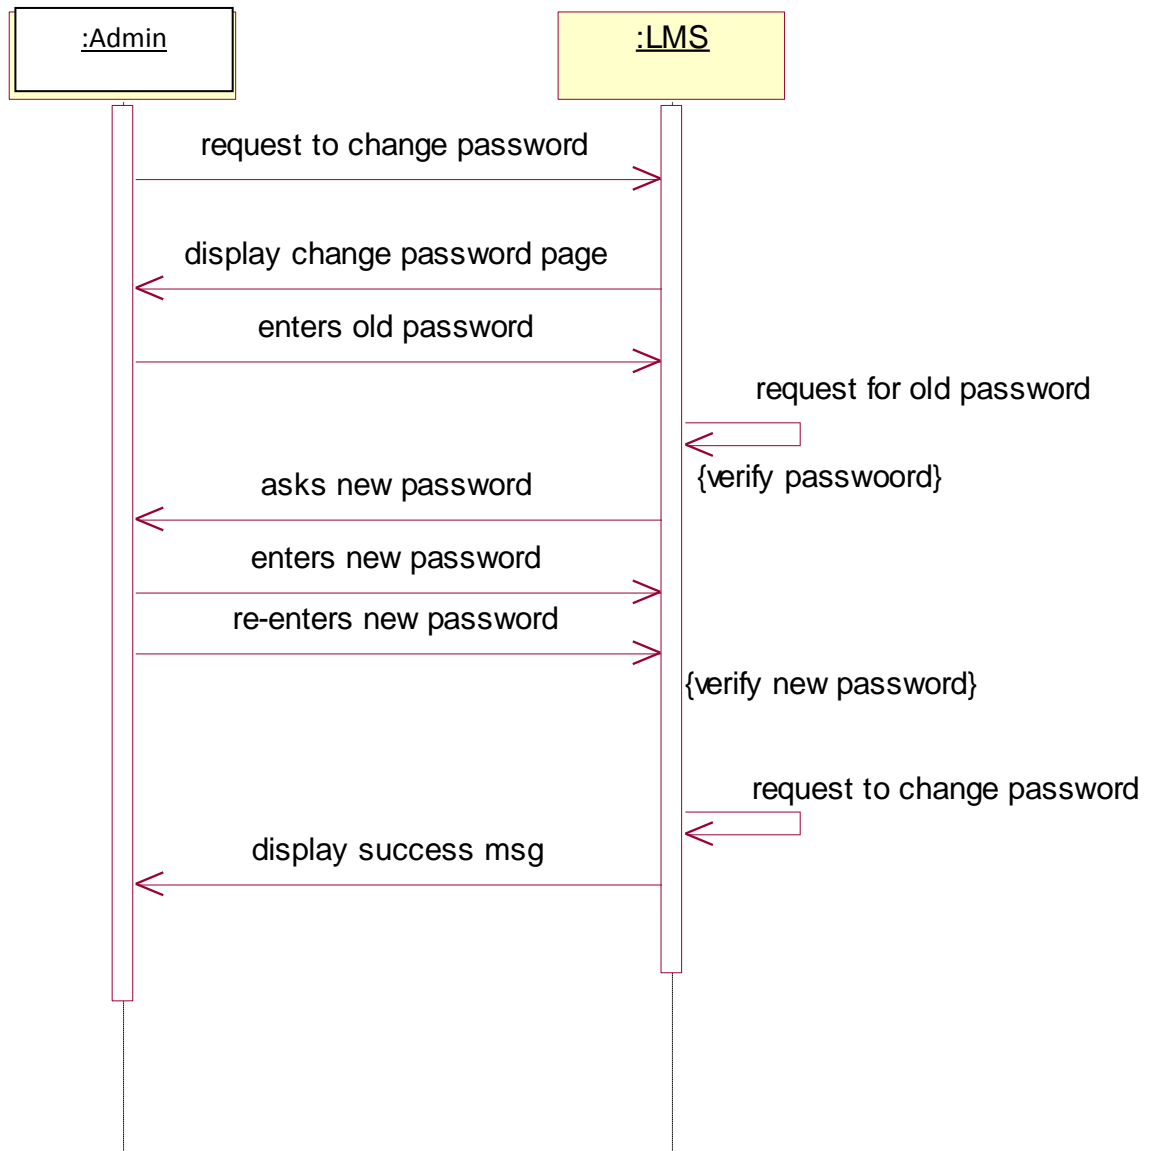 :Admin
:LMS
request to change password
display change password page
enters old password
request for old password
{verify passwoord}
asks new password
enters new password
re-enters new password
{verify new password}
request to change password
display success msg